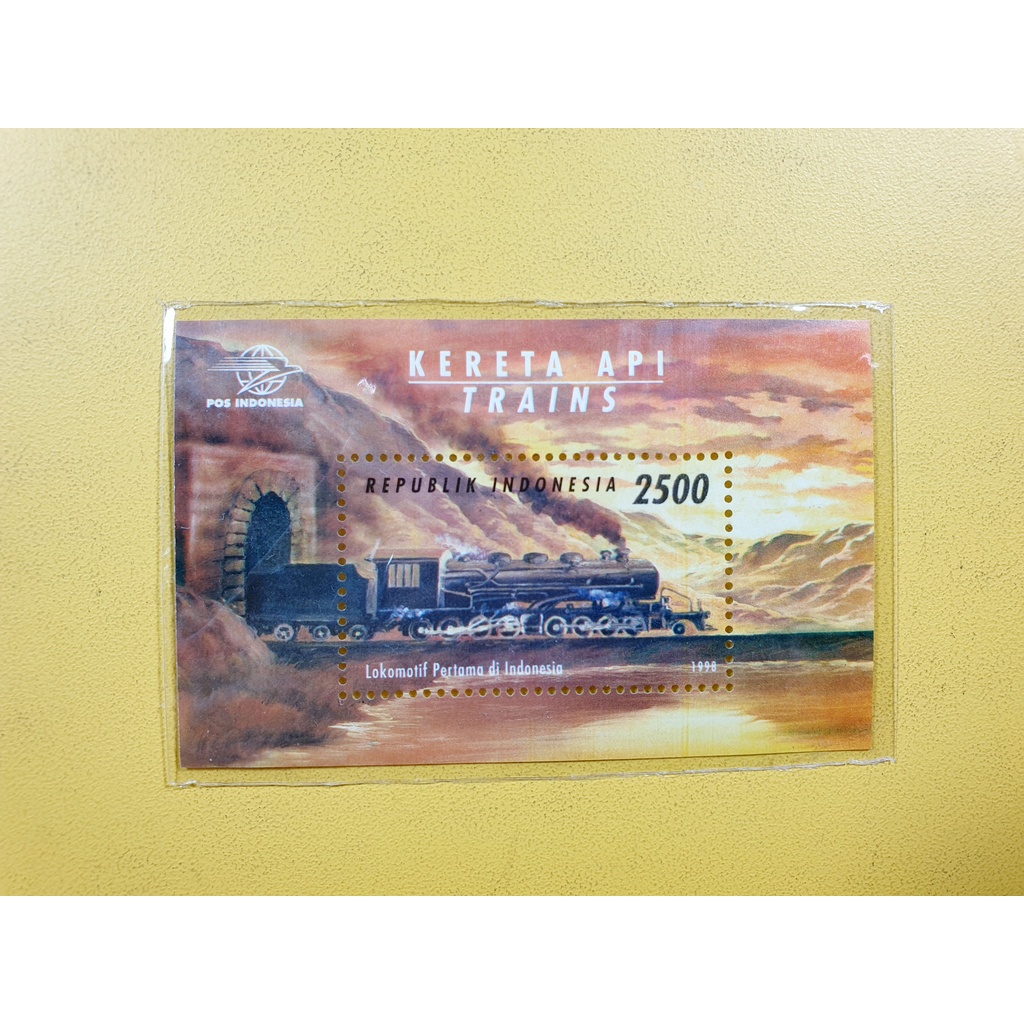 POS INDONESIA
KERETA API
TRAINS
REPUBLIK INDONESIA 2500
Lokomotif Pertama di Indonesia 1998